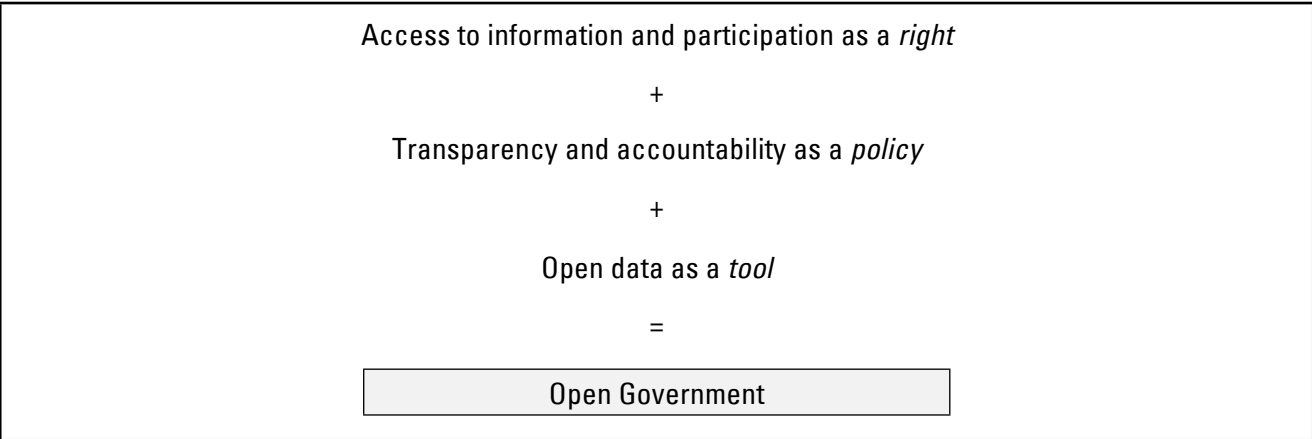 Access to information and participation as a right
+
Transparency and accountability as a policy
+
Open data as a tool
=
Open Government